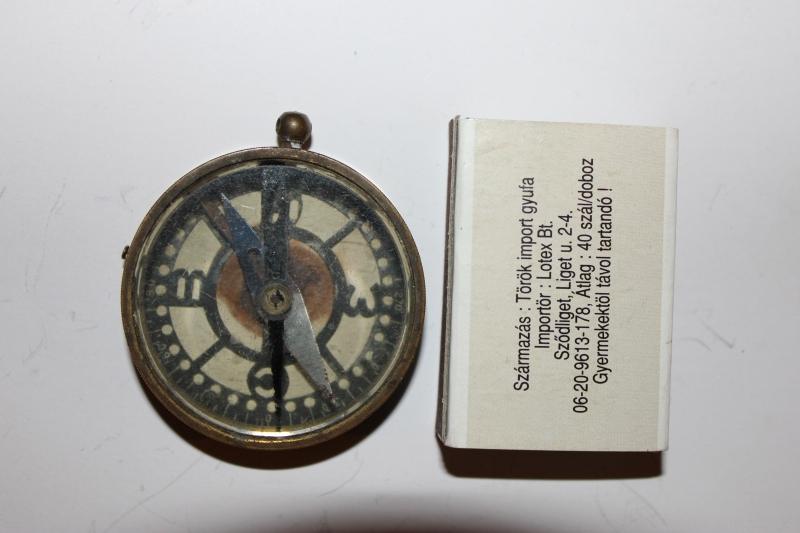 Származás : Török import gyufa
Importőr : Lotex Bt.
Sződliget, Liget u. 2-4.
06-20-9613-178, Átlag : 40 szál/doboz
Gyermekektől távol tartandó !